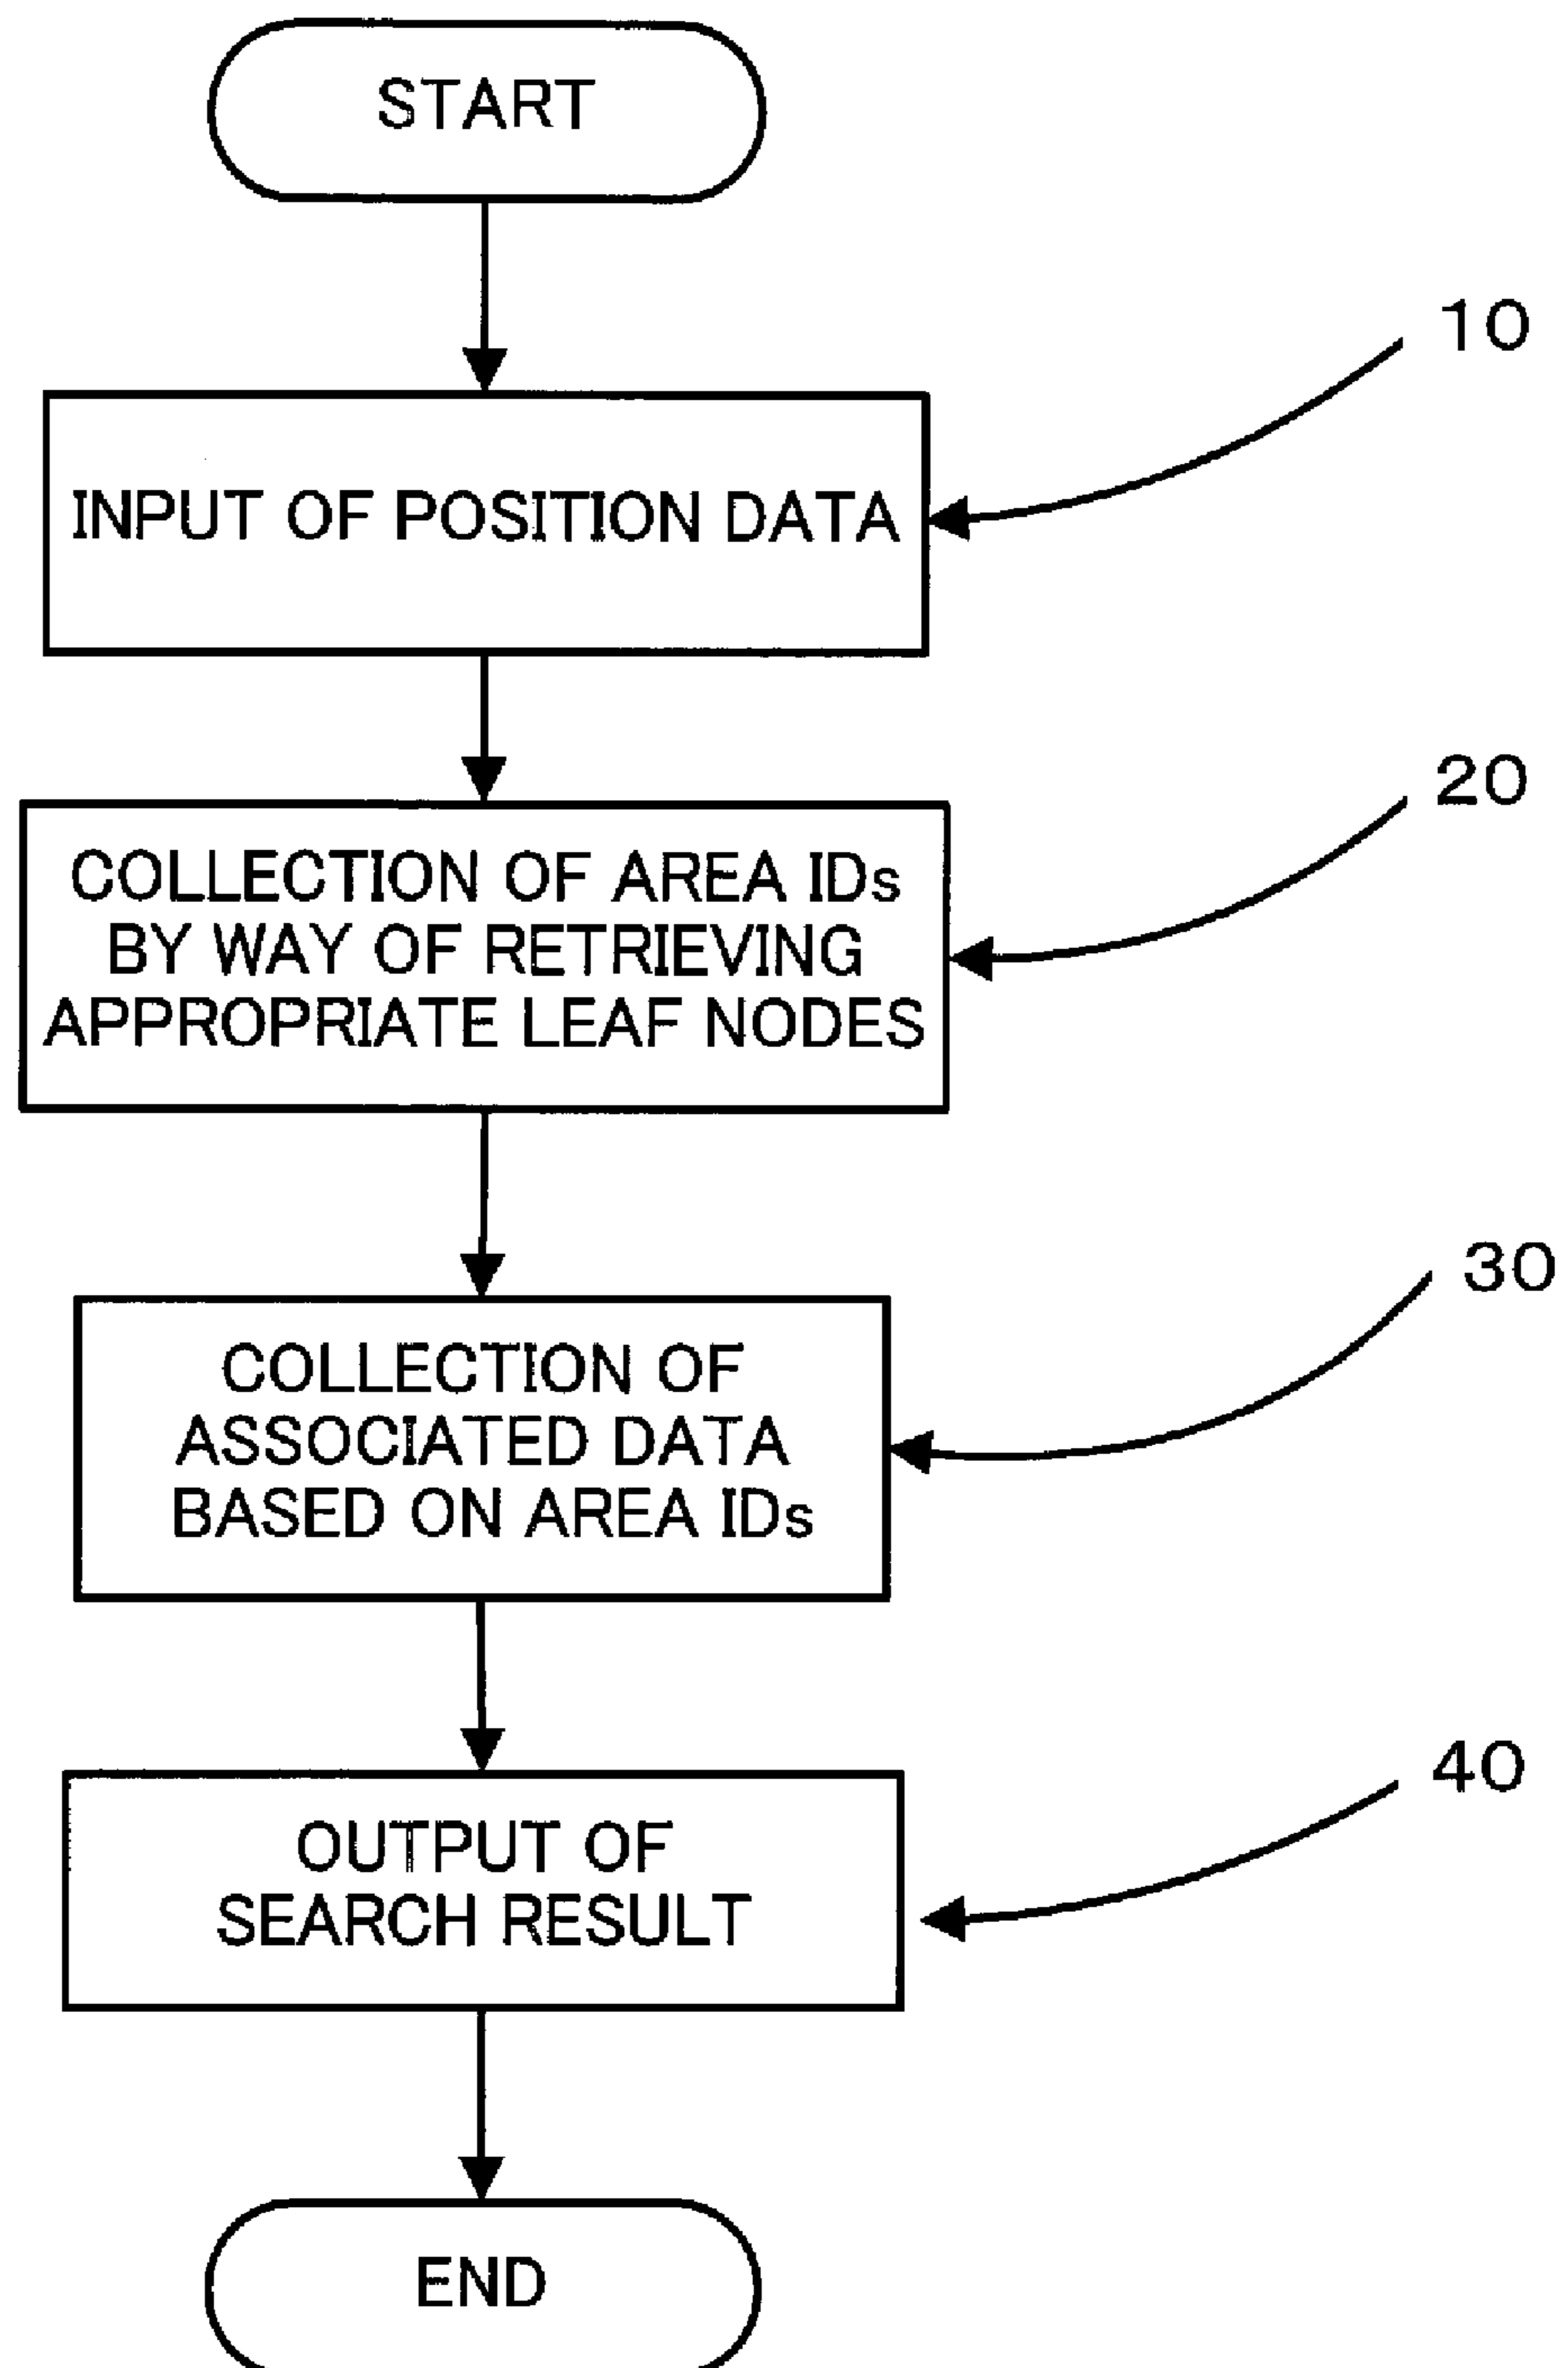 START
10
INPUT OF POSITION DATA
20
COLLECTION OF AREA IDs
BY WAY OF RETRIEVING
APPROPRIATE LEAF NODES
30
COLLECTION OF
ASSOCIATED DATA
BASED ON AREA IDs
40
OUTPUT OF
SEARCH RESULT
END